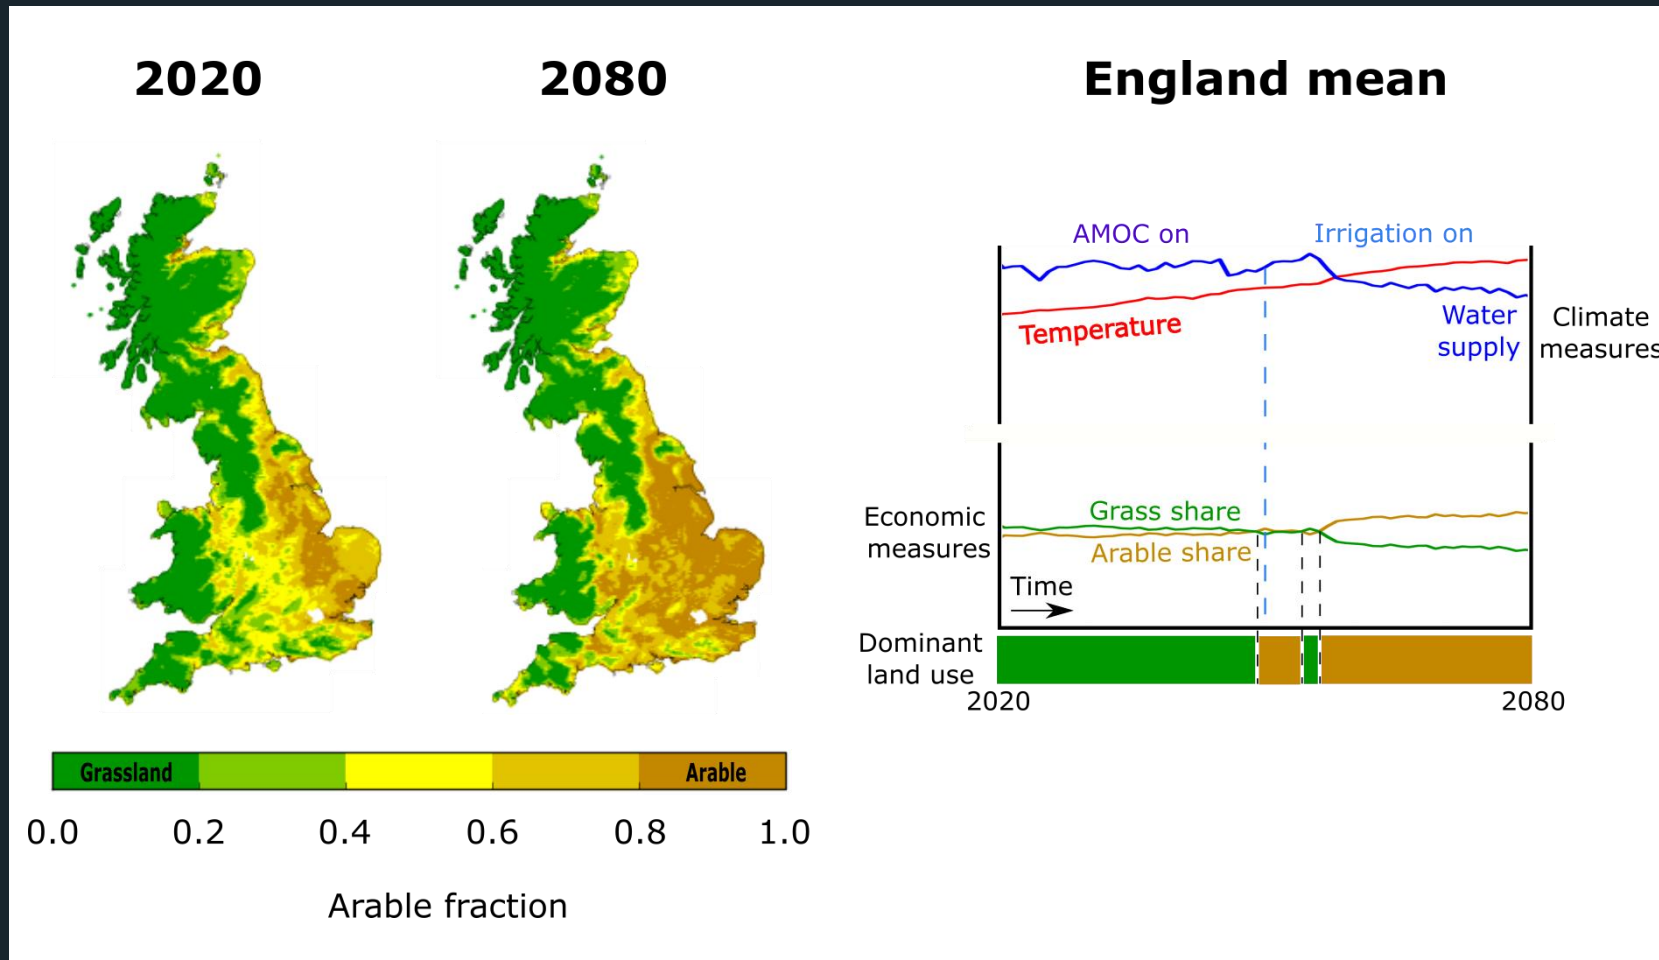 2020
2080
England mean
AMOC on
Irrigation on
Temperature
Water
supply
Climate
measures
Economic
measures
Grass share
Arable share
Time
Dominant
land use
2020
2080
Grassland
Arable
0.0
0.2
0.4
0.6
0.8
1.0
Arable fraction